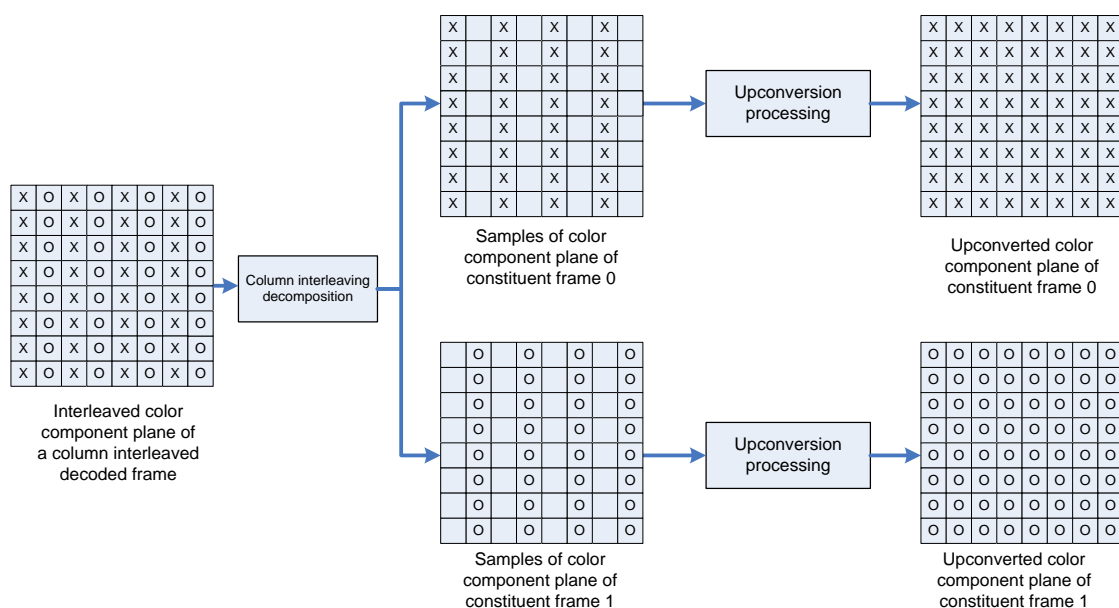 X X X X
X X X X
X X X X
X X X X
X X X X
X X X X
X X X X
X X X X
Samples of color
component plane of
constituent frame 0
Upconversion
processing
X X X X X X X X
X X X X X X X X
X X X X X X X X
X X X X X X X X
X X X X X X X X
X X X X X X X X
X X X X X X X X
X X X X X X X X
Upconverted color
component plane of
constituent frame 0
X O X O X O X O
X O X O X O X O
X O X O X O X O
X O X O X O X O
X O X O X O X O
X O X O X O X O
X O X O X O X O
X O X O X O X O
Interleaved color
component plane of
a column interleaved
decoded frame
Column interleaving
decomposition
O O O O
O O O O
O O O O
O O O O
O O O O
O O O O
O O O O
O O O O
Samples of color
component plane of
constituent frame 1
Upconversion
processing
O O O O O O O O
O O O O O O O O
O O O O O O O O
O O O O O O O O
O O O O O O O O
O O O O O O O O
O O O O O O O O
O O O O O O O O
Upconverted color
component plane of
constituent frame 1